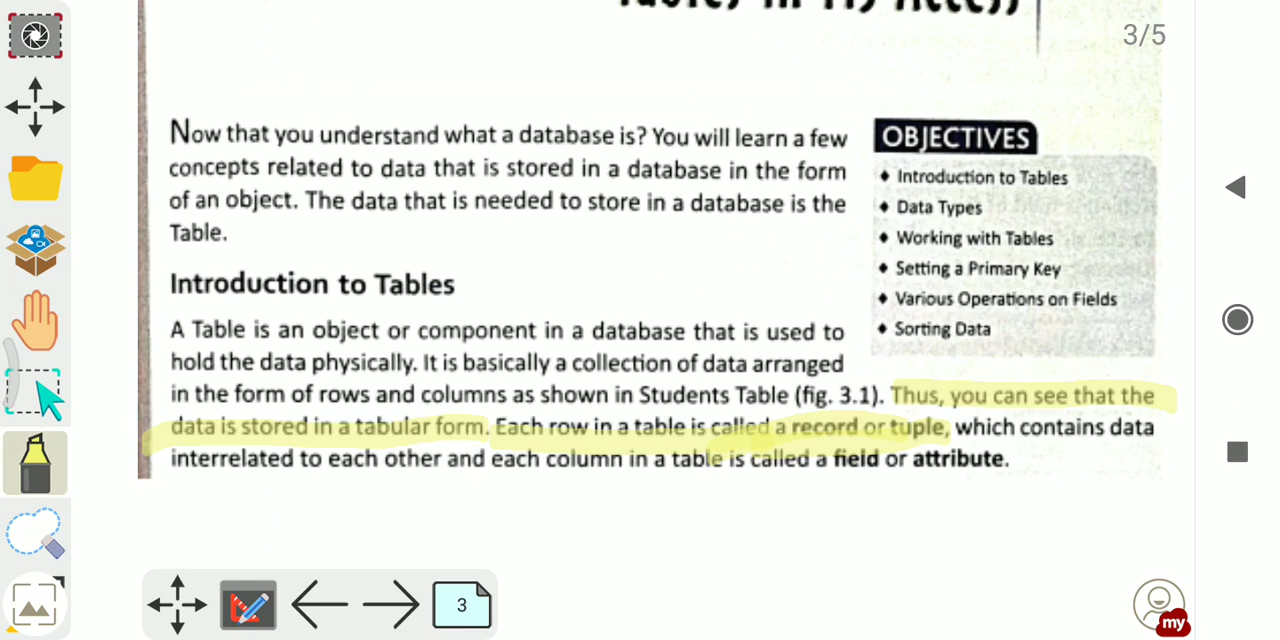 3/5
Now that you understand what a database is? You will learn a few
concepts related to data that is stored in a database in the form
of an object. The data that is needed to store in a database is the
Table.
OBJECTIVES
♦ Introduction to Tables
♦ Data Types
♦ Working with Tables
♦ Setting a Primary Key
♦ Various Operations on Fields
♦ Sorting Data
Introduction to Tables
A Table is an object or component in a database that is used to
hold the data physically. It is basically a collection of data arranged
in the form of rows and columns as shown in Students Table (fig. 3.1). Thus, you can see that the
data is stored in a tabular form. Each row in a table is called a record or tuple, which contains data
interrelated to each other and each column in a table is called a field or attribute.
3
my